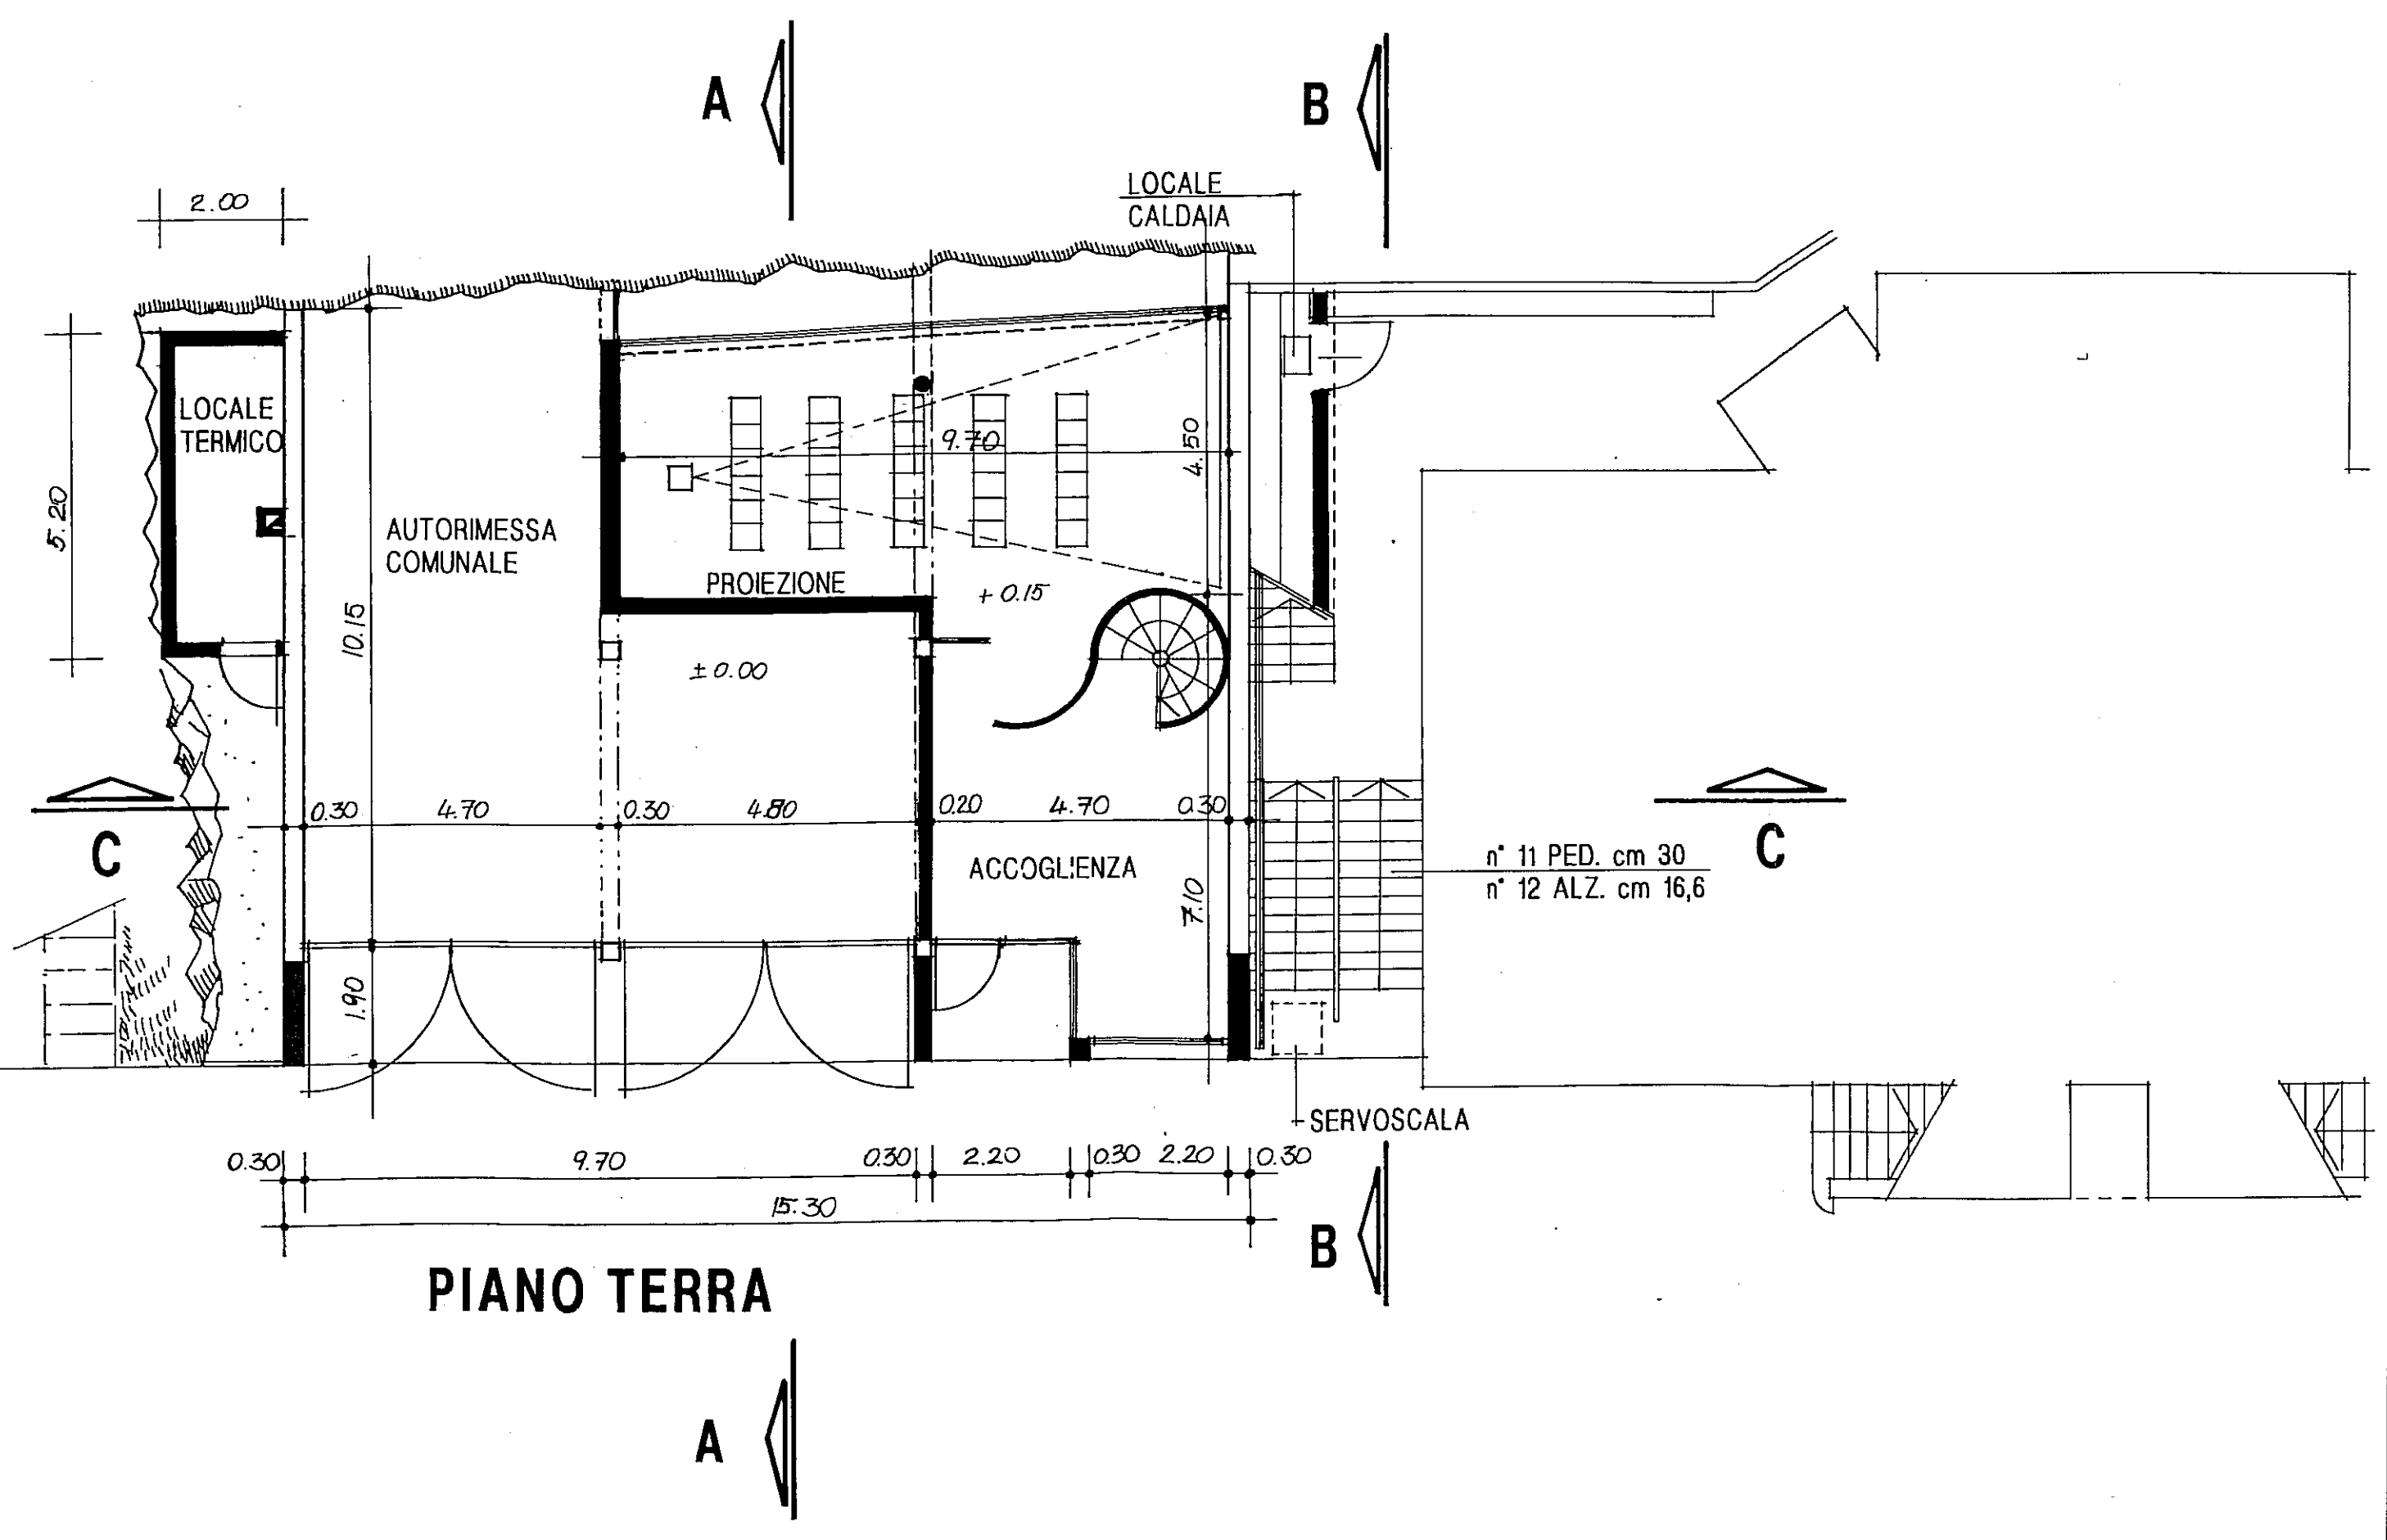 A
B
LOCALE
CALDAIA
2.00
LOCALE
TERMICO
9.70
4.50
5.20
AUTORIMESSA
COMUNALE
PROIEZIONE
+ 0.15
10.15
± 0.00
0.30
4.70
0.30
4.80
0.20
4.70
0.30
C
C
ACCOGLIENZA
n° 11 PED. cm 30
n° 12 ALZ. cm 16,6
7.10
1.90
SERVOSCALA
0.30
9.70
0.30
2.20
0.30
2.20
0.30
15.30
B
PIANO TERRA
A